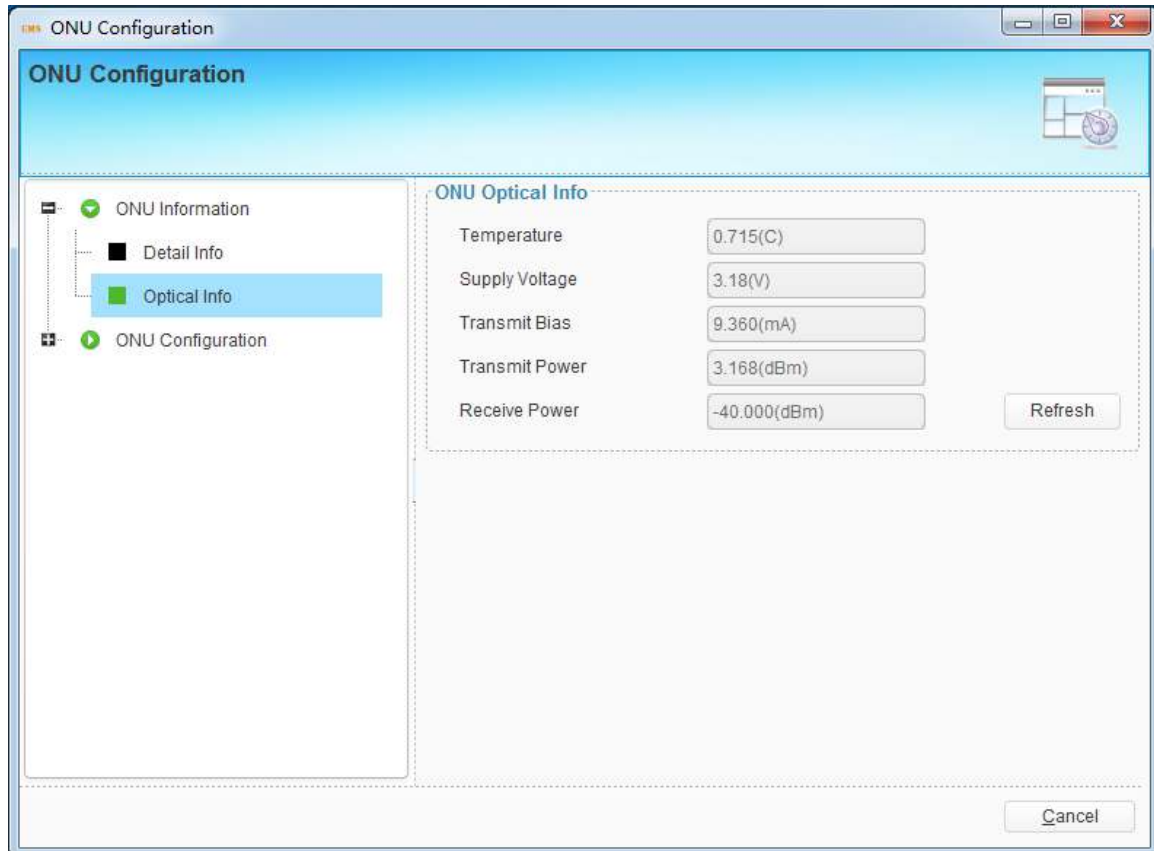 CMS ONU Configuration
ONU Configuration
ONU Information
Detail Info
Optical Info
ONU Configuration
ONU Optical Info
Temperature 0.715(C)
Supply Voltage 3.18(V)
Transmit Bias 9.360(mA)
Transmit Power 3.168(dBm)
Receive Power -40.000(dBm) Refresh
Cancel